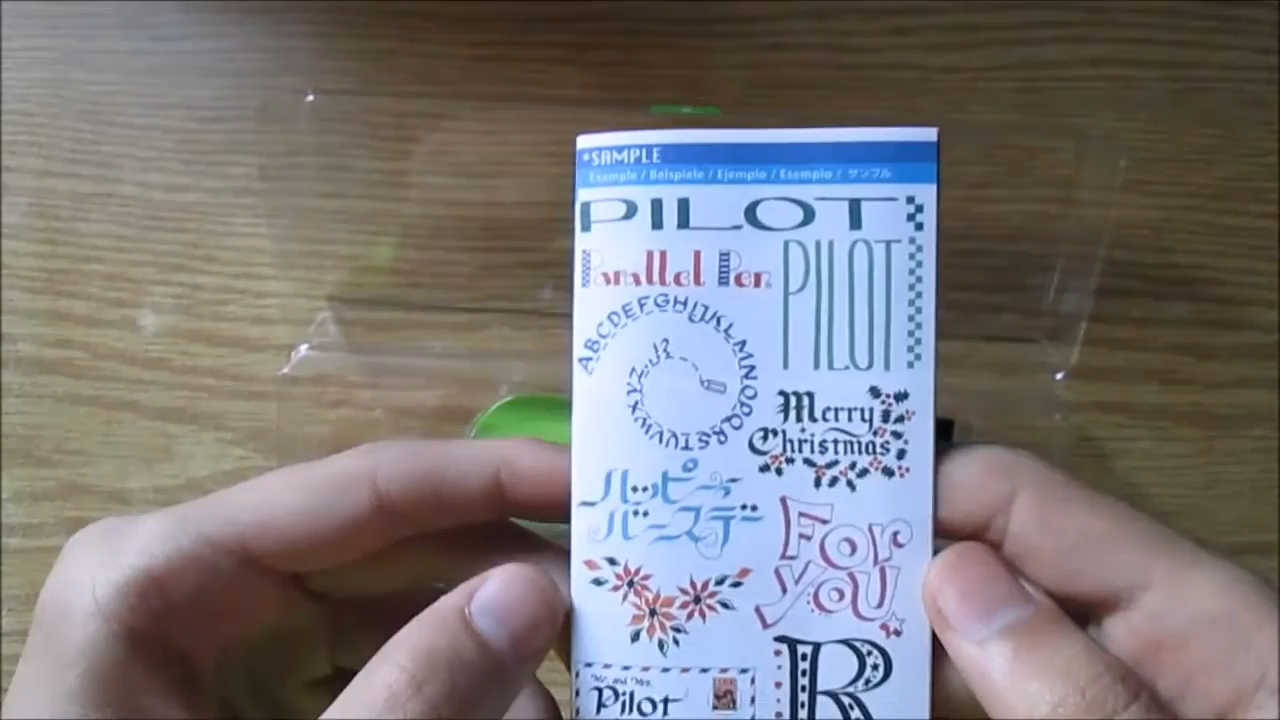 *SAMPLE
Example / Beispiele / Ejemplo / Esempio / サンプル
PILOT
Parallel Pen
PILOT
ABCDEFGHIJKLMNOPQRSTUVWXYZ
Merry
Christmas
ハッピー
バースデー
For
you
Mr. and Mrs.
Pilot
R